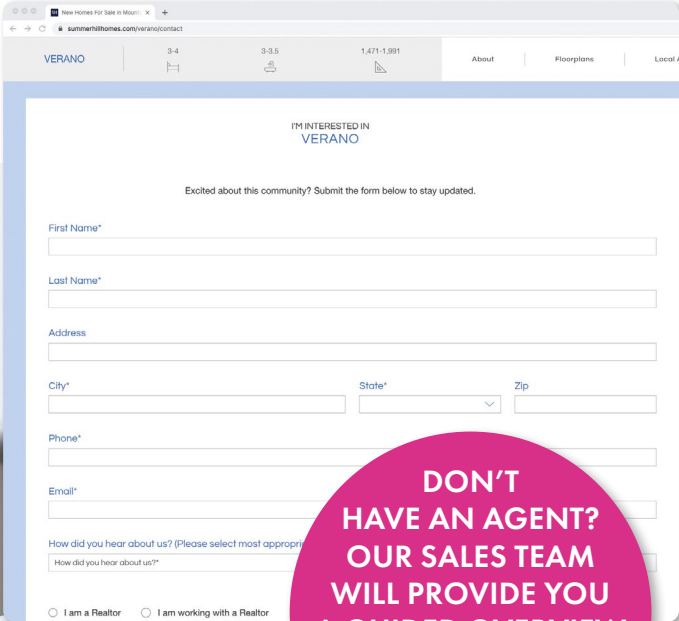 New Homes For Sale in Mount
summerhillhomes.com/verano/contact
VERANO
3-4
3-3.5
1,471-1,991
About
Floorplans
Local A
I'M INTERESTED IN
VERANO
Excited about this community? Submit the form below to stay updated.
First Name*
Last Name*
Address
City*
State*
Zip
Phone*
Email*
How did you hear about us? (Please select most appropri
How did you hear about us?*
I am a Realtor
I am working with a Realtor
DON'T
HAVE AN AGENT?
OUR SALES TEAM
WILL PROVIDE YOU
A GUIDED OVERVIEW